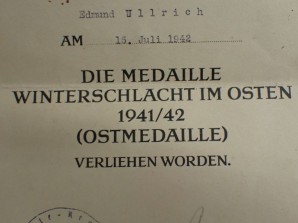 Edmund Ullrich
AM 15. Juli 1942
DIE MEDAILLE
WINTERSCHLACHT IM OSTEN
1941/42
(OSTMEDAILLE)
VERLIEHEN WORDEN.